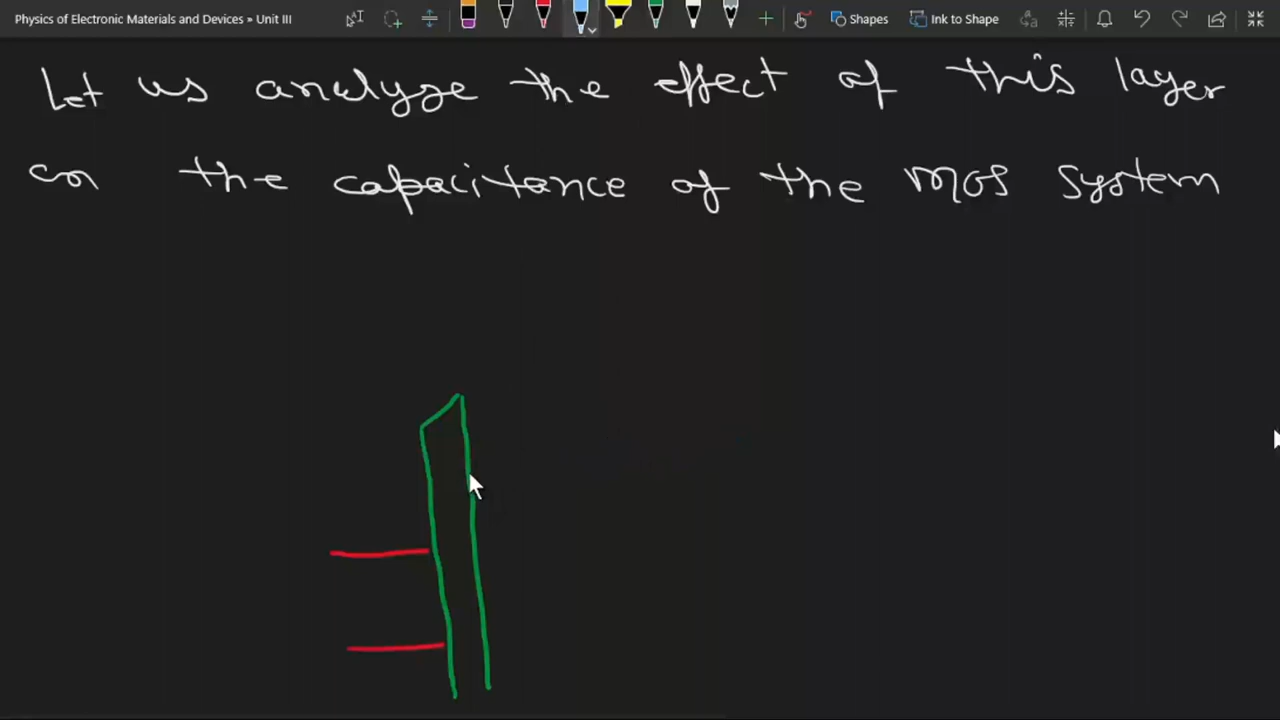 Physics of Electronic Materials and Devices » Unit III
Shapes
Ink to Shape
Let us analyze the effect of this layer
on the capacitance of the MOS system